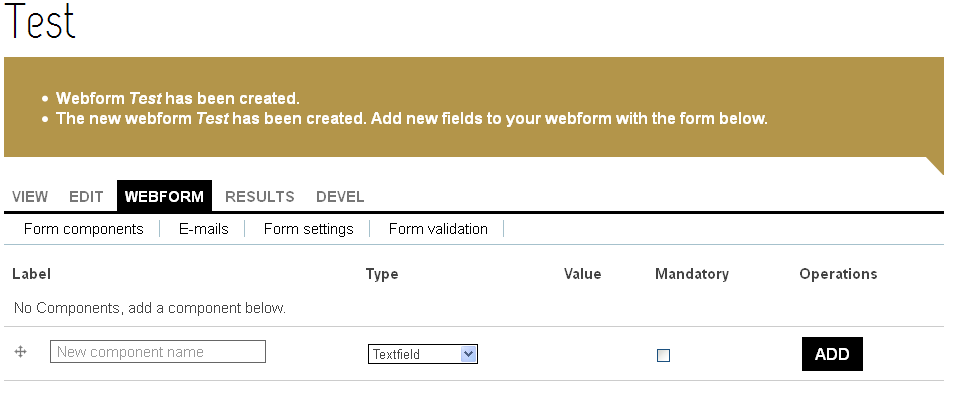 Test
Webform Test has been created.
The new webform Test has been created. Add new fields to your webform with the form below.
VIEW EDIT WEBFORM RESULTS DEVEL
Form components E-mails Form settings Form validation
Label Type Value Mandatory Operations
No Components, add a component below.
New component name Textfield ADD